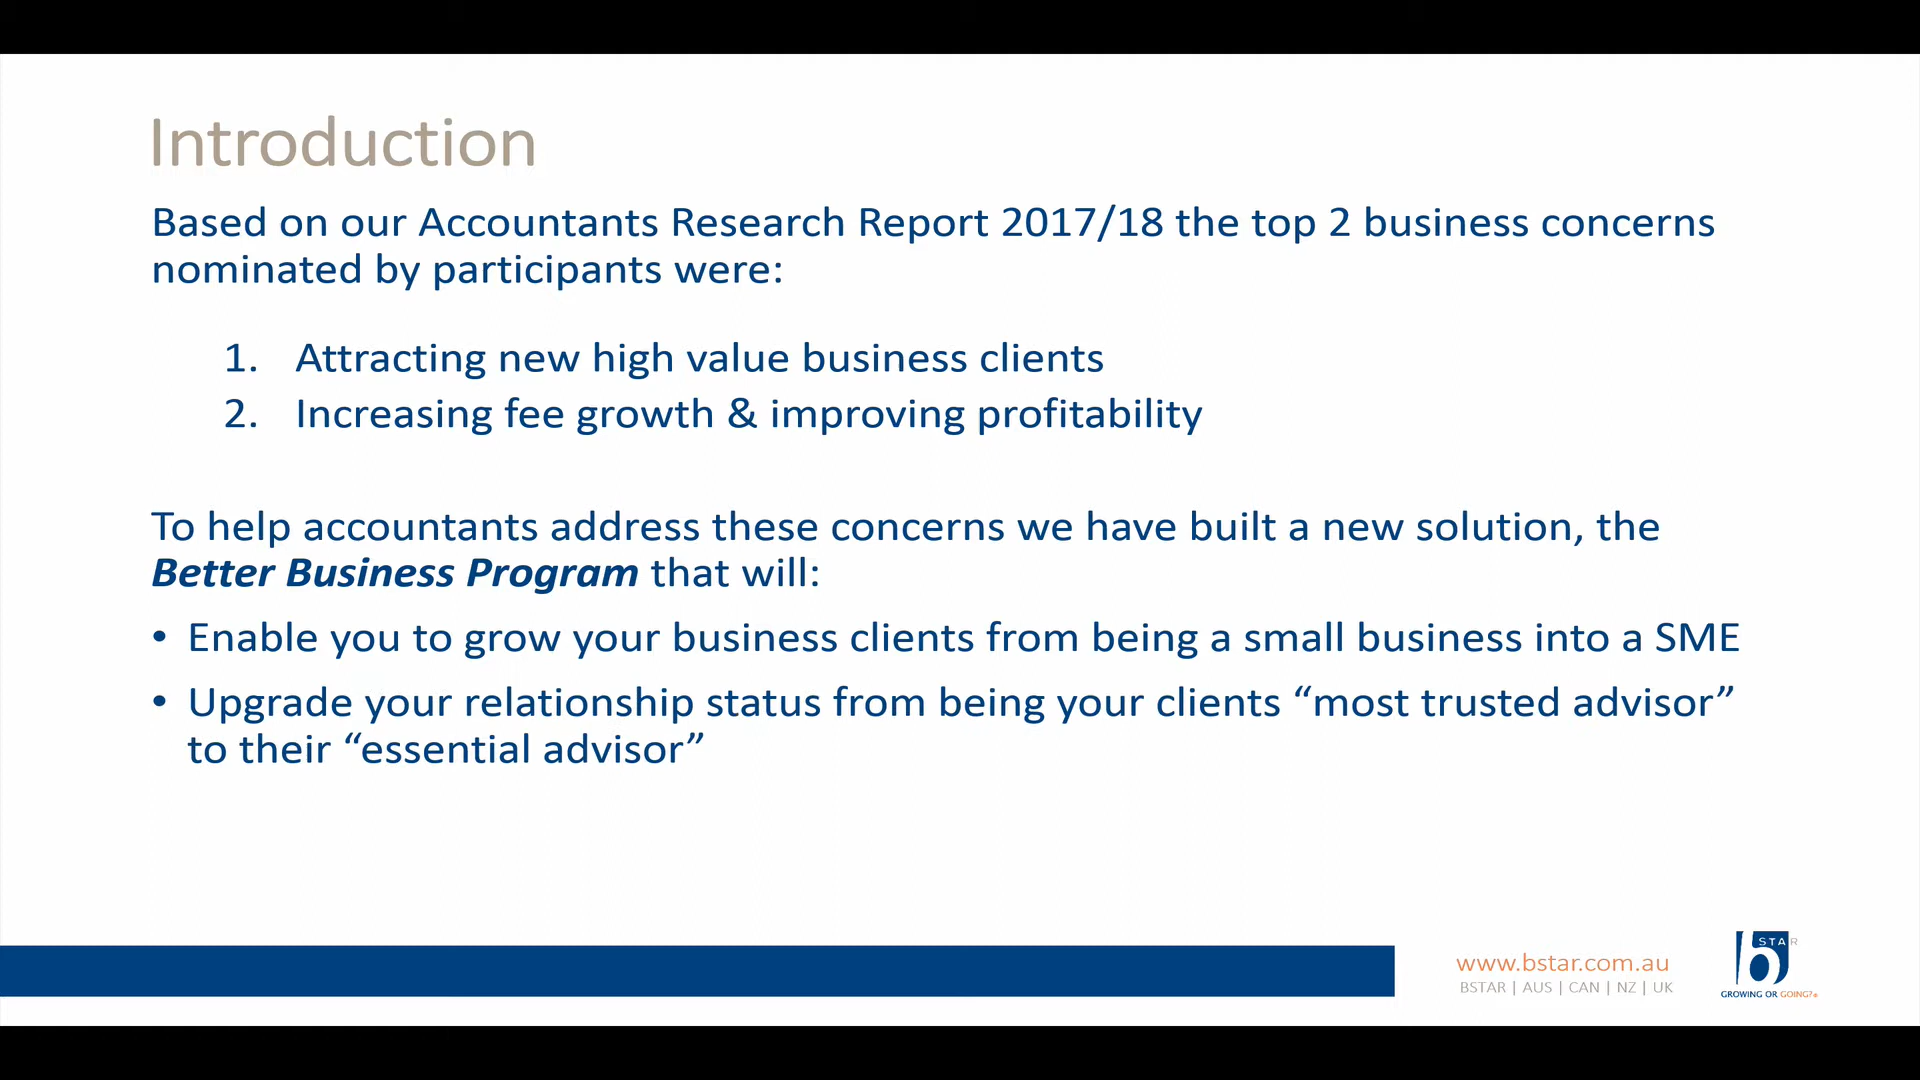 Introduction
Based on our Accountants Research Report 2017/18 the top 2 business concerns
nominated by participants were:
1. Attracting new high value business clients
2. Increasing fee growth & improving profitability
To help accountants address these concerns we have built a new solution, the
Better Business Program that will:
• Enable you to grow your business clients from being a small business into a SME
• Upgrade your relationship status from being your clients “most trusted advisor”
to their “essential advisor”
www.bstar.com.au
BSTAR | AUS | CAN | NZ | UK
b STAR
GROWING OR GOING?®